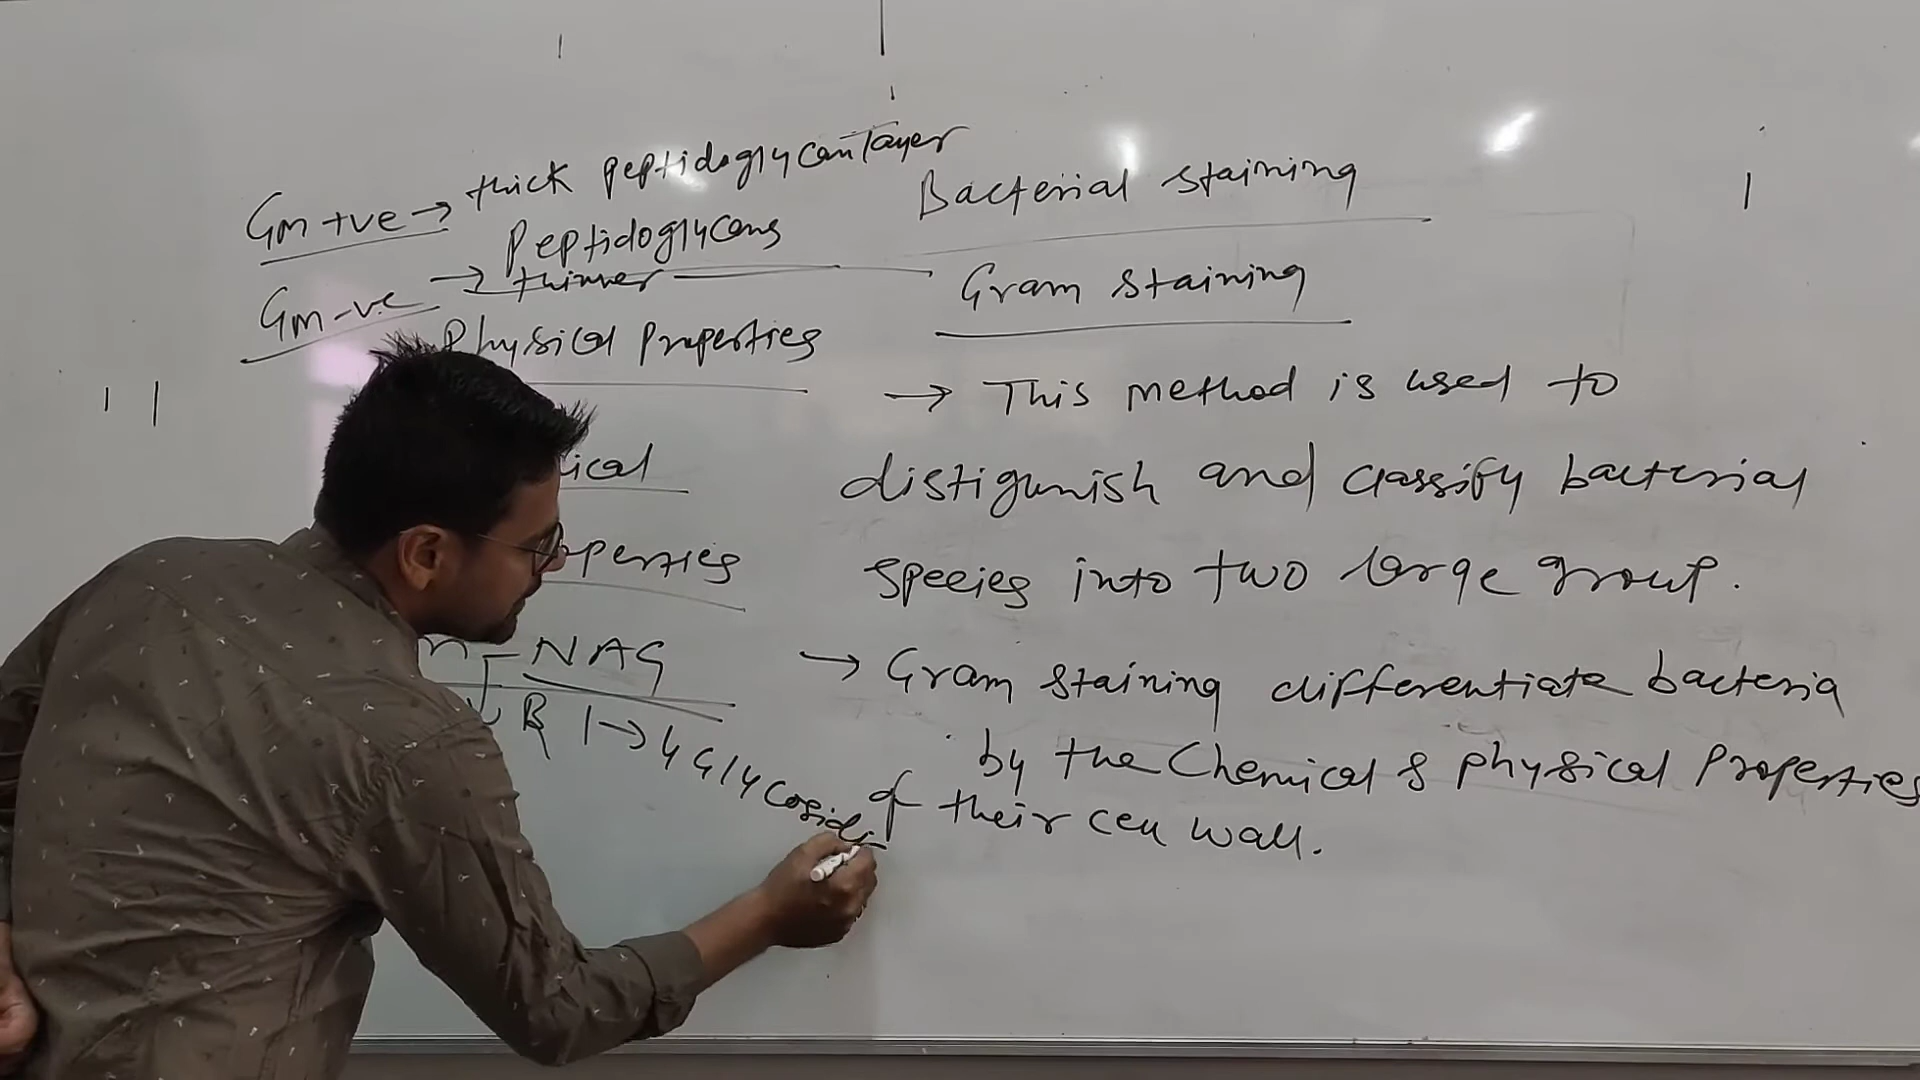 Gm +ve → thick peptidoglycan layer
Peptidoglycans
Gm -ve → thinner
Physical Properties
ical
operties
NAG
B 1→4 Glycosidi
Bacterial staining
Gram staining
→ This method is used to
distigunish and classify bacterial
species into two large group.
→ Gram staining differentiate bacteria
by the Chemical & physical Properties
of their cell wall.